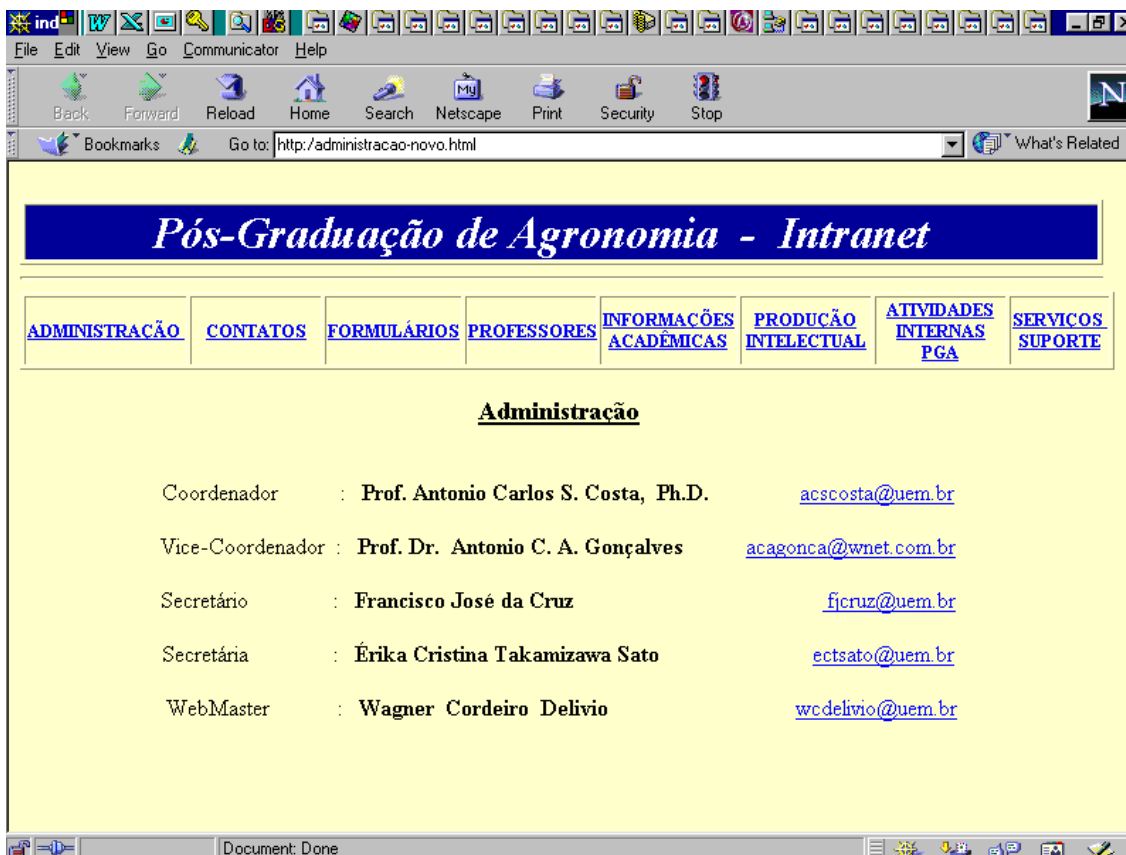 ind
File Edit View Go Communicator Help
Back Forward Reload Home Search Netscape Print Security Stop
My
N
Bookmarks Go to: http:/administracao-novo.html What's Related
Pós-Graduação de Agronomia - Intranet
ADMINISTRAÇÃO CONTATOS FORMULÁRIOS PROFESSORES INFORMAÇÕES ACADÊMICAS PRODUÇÃO INTELECTUAL ATIVIDADES INTERNAS PGA SERVIÇOS SUPORTE
Administração
Coordenador : Prof. Antonio Carlos S. Costa, Ph.D. acscosta@uem.br
Vice-Coordenador : Prof. Dr. Antonio C. A. Gonçalves acagonca@wnet.com.br
Secretário : Francisco José da Cruz fjcruz@uem.br
Secretária : Érika Cristina Takamizawa Sato ectsato@uem.br
WebMaster : Wagner Cordeiro Delivio wcdelivio@uem.br
Document: Done